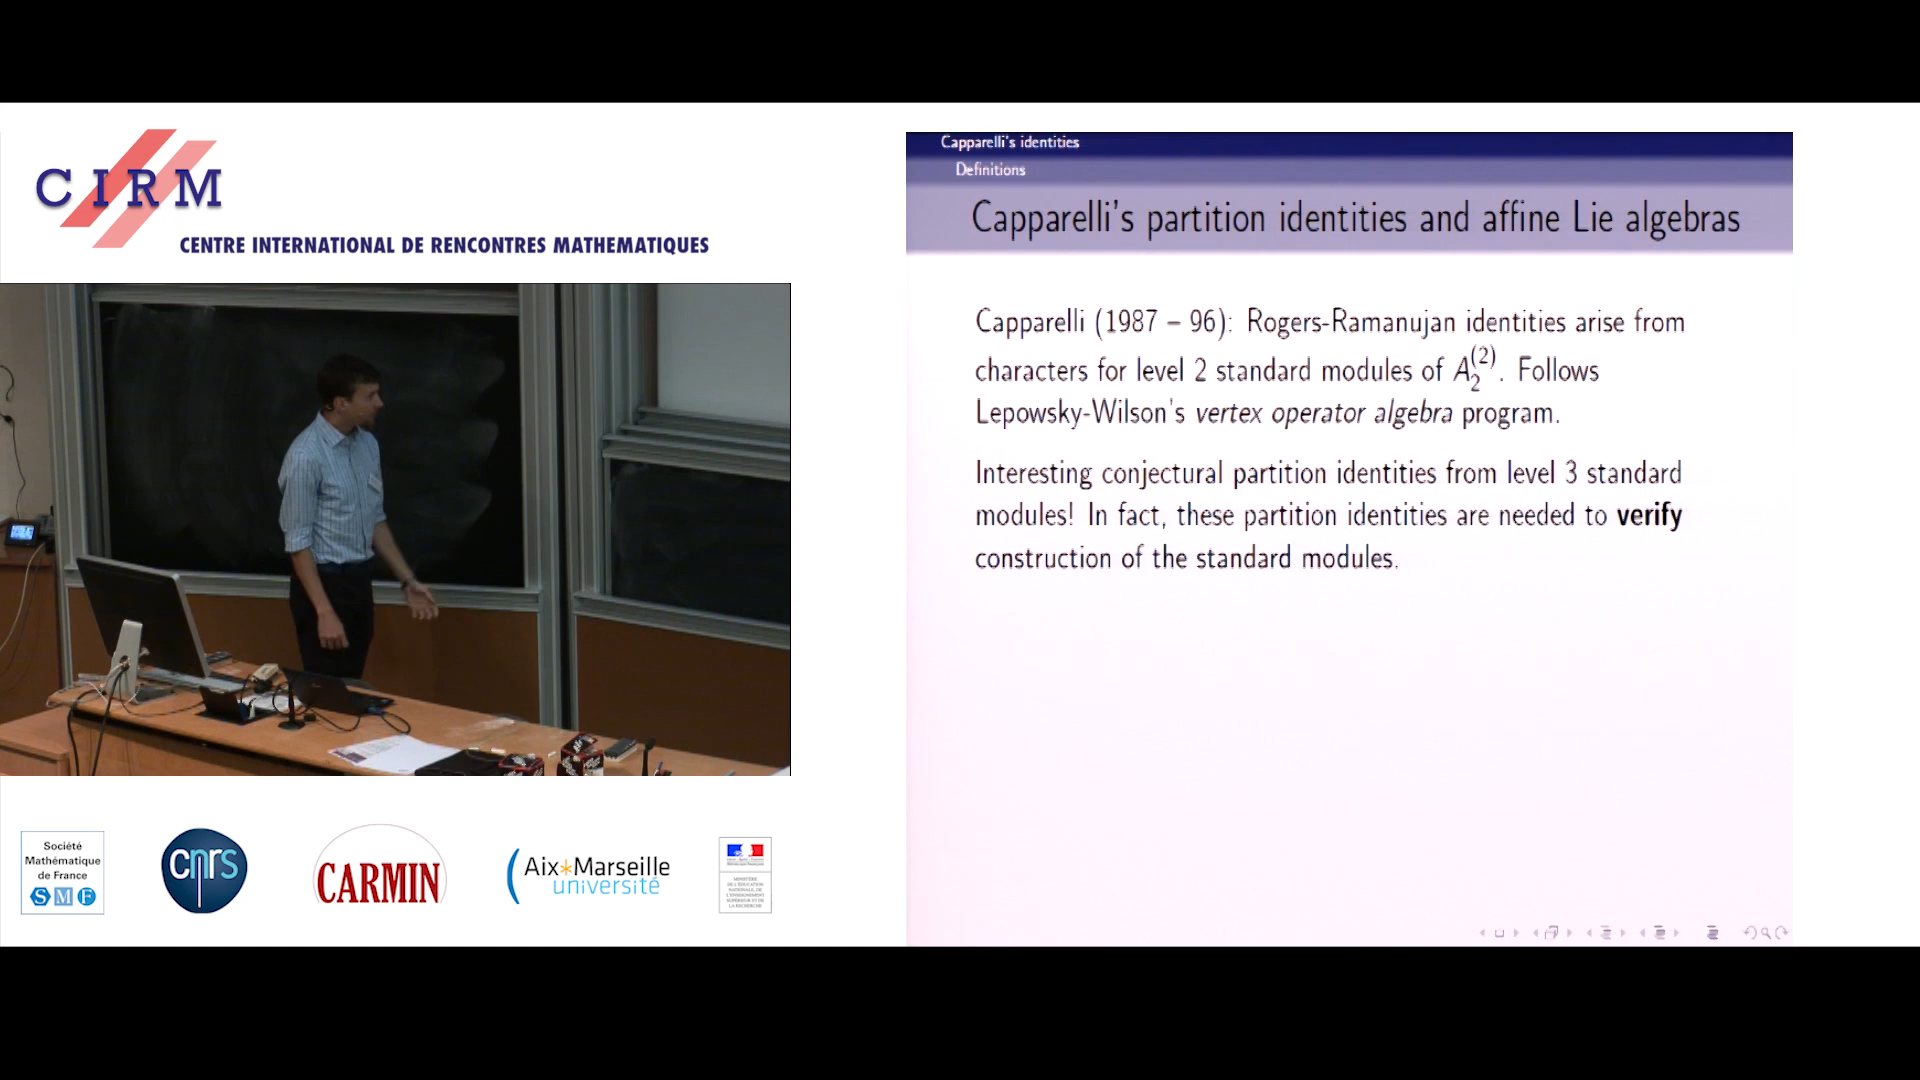 CIRM
CENTRE INTERNATIONAL DE RENCONTRES MATHEMATIQUES
Capparelli's identities
Definitions
Capparelli's partition identities and affine Lie algebras
Capparelli (1987 – 96): Rogers-Ramanujan identities arise from
characters for level 2 standard modules of A_2^{(2)}. Follows
Lepowsky-Wilson's vertex operator algebra program.
Interesting conjectural partition identities from level 3 standard
modules! In fact, these partition identities are needed to verify
construction of the standard modules.
Société
Mathématique
de France
SMF
cnrs
CARMIN
Aix*Marseille
université